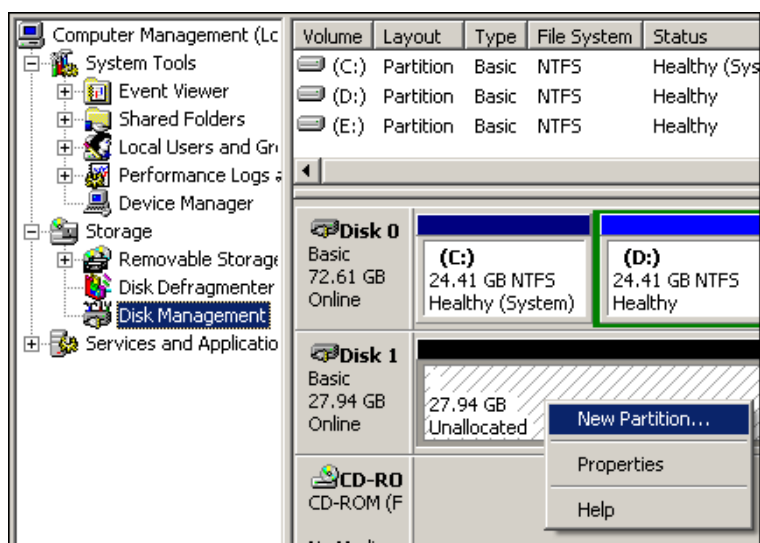 Computer Management (Lc
System Tools
Event Viewer
Shared Folders
Local Users and Gr
Performance Logs
Device Manager
Storage
Removable Storage
Disk Defragmenter
Disk Management
Services and Applicatio
Volume Layout Type File System Status
(C:) Partition Basic NTFS Healthy (Sys
(D:) Partition Basic NTFS Healthy
(E:) Partition Basic NTFS Healthy
Disk 0
Basic
72.61 GB
Online
(C:)
24.41 GB NTFS
Healthy (System)
(D:)
24.41 GB NTFS
Healthy
Disk 1
Basic
27.94 GB
Online
27.94 GB
Unallocated
New Partition...
Properties
Help
CD-RO
CD-ROM (F